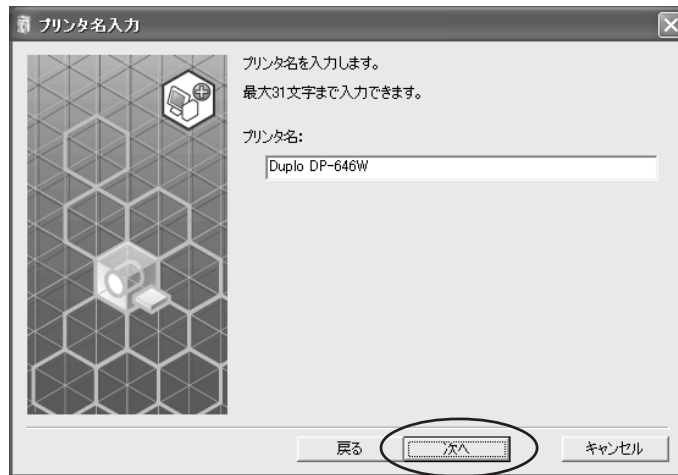 プリンタ名入力
プリンタ名を入力します。
最大31文字まで入力できます。
プリンタ名:
Duplo DP-646W
戻る
次へ
キャンセル